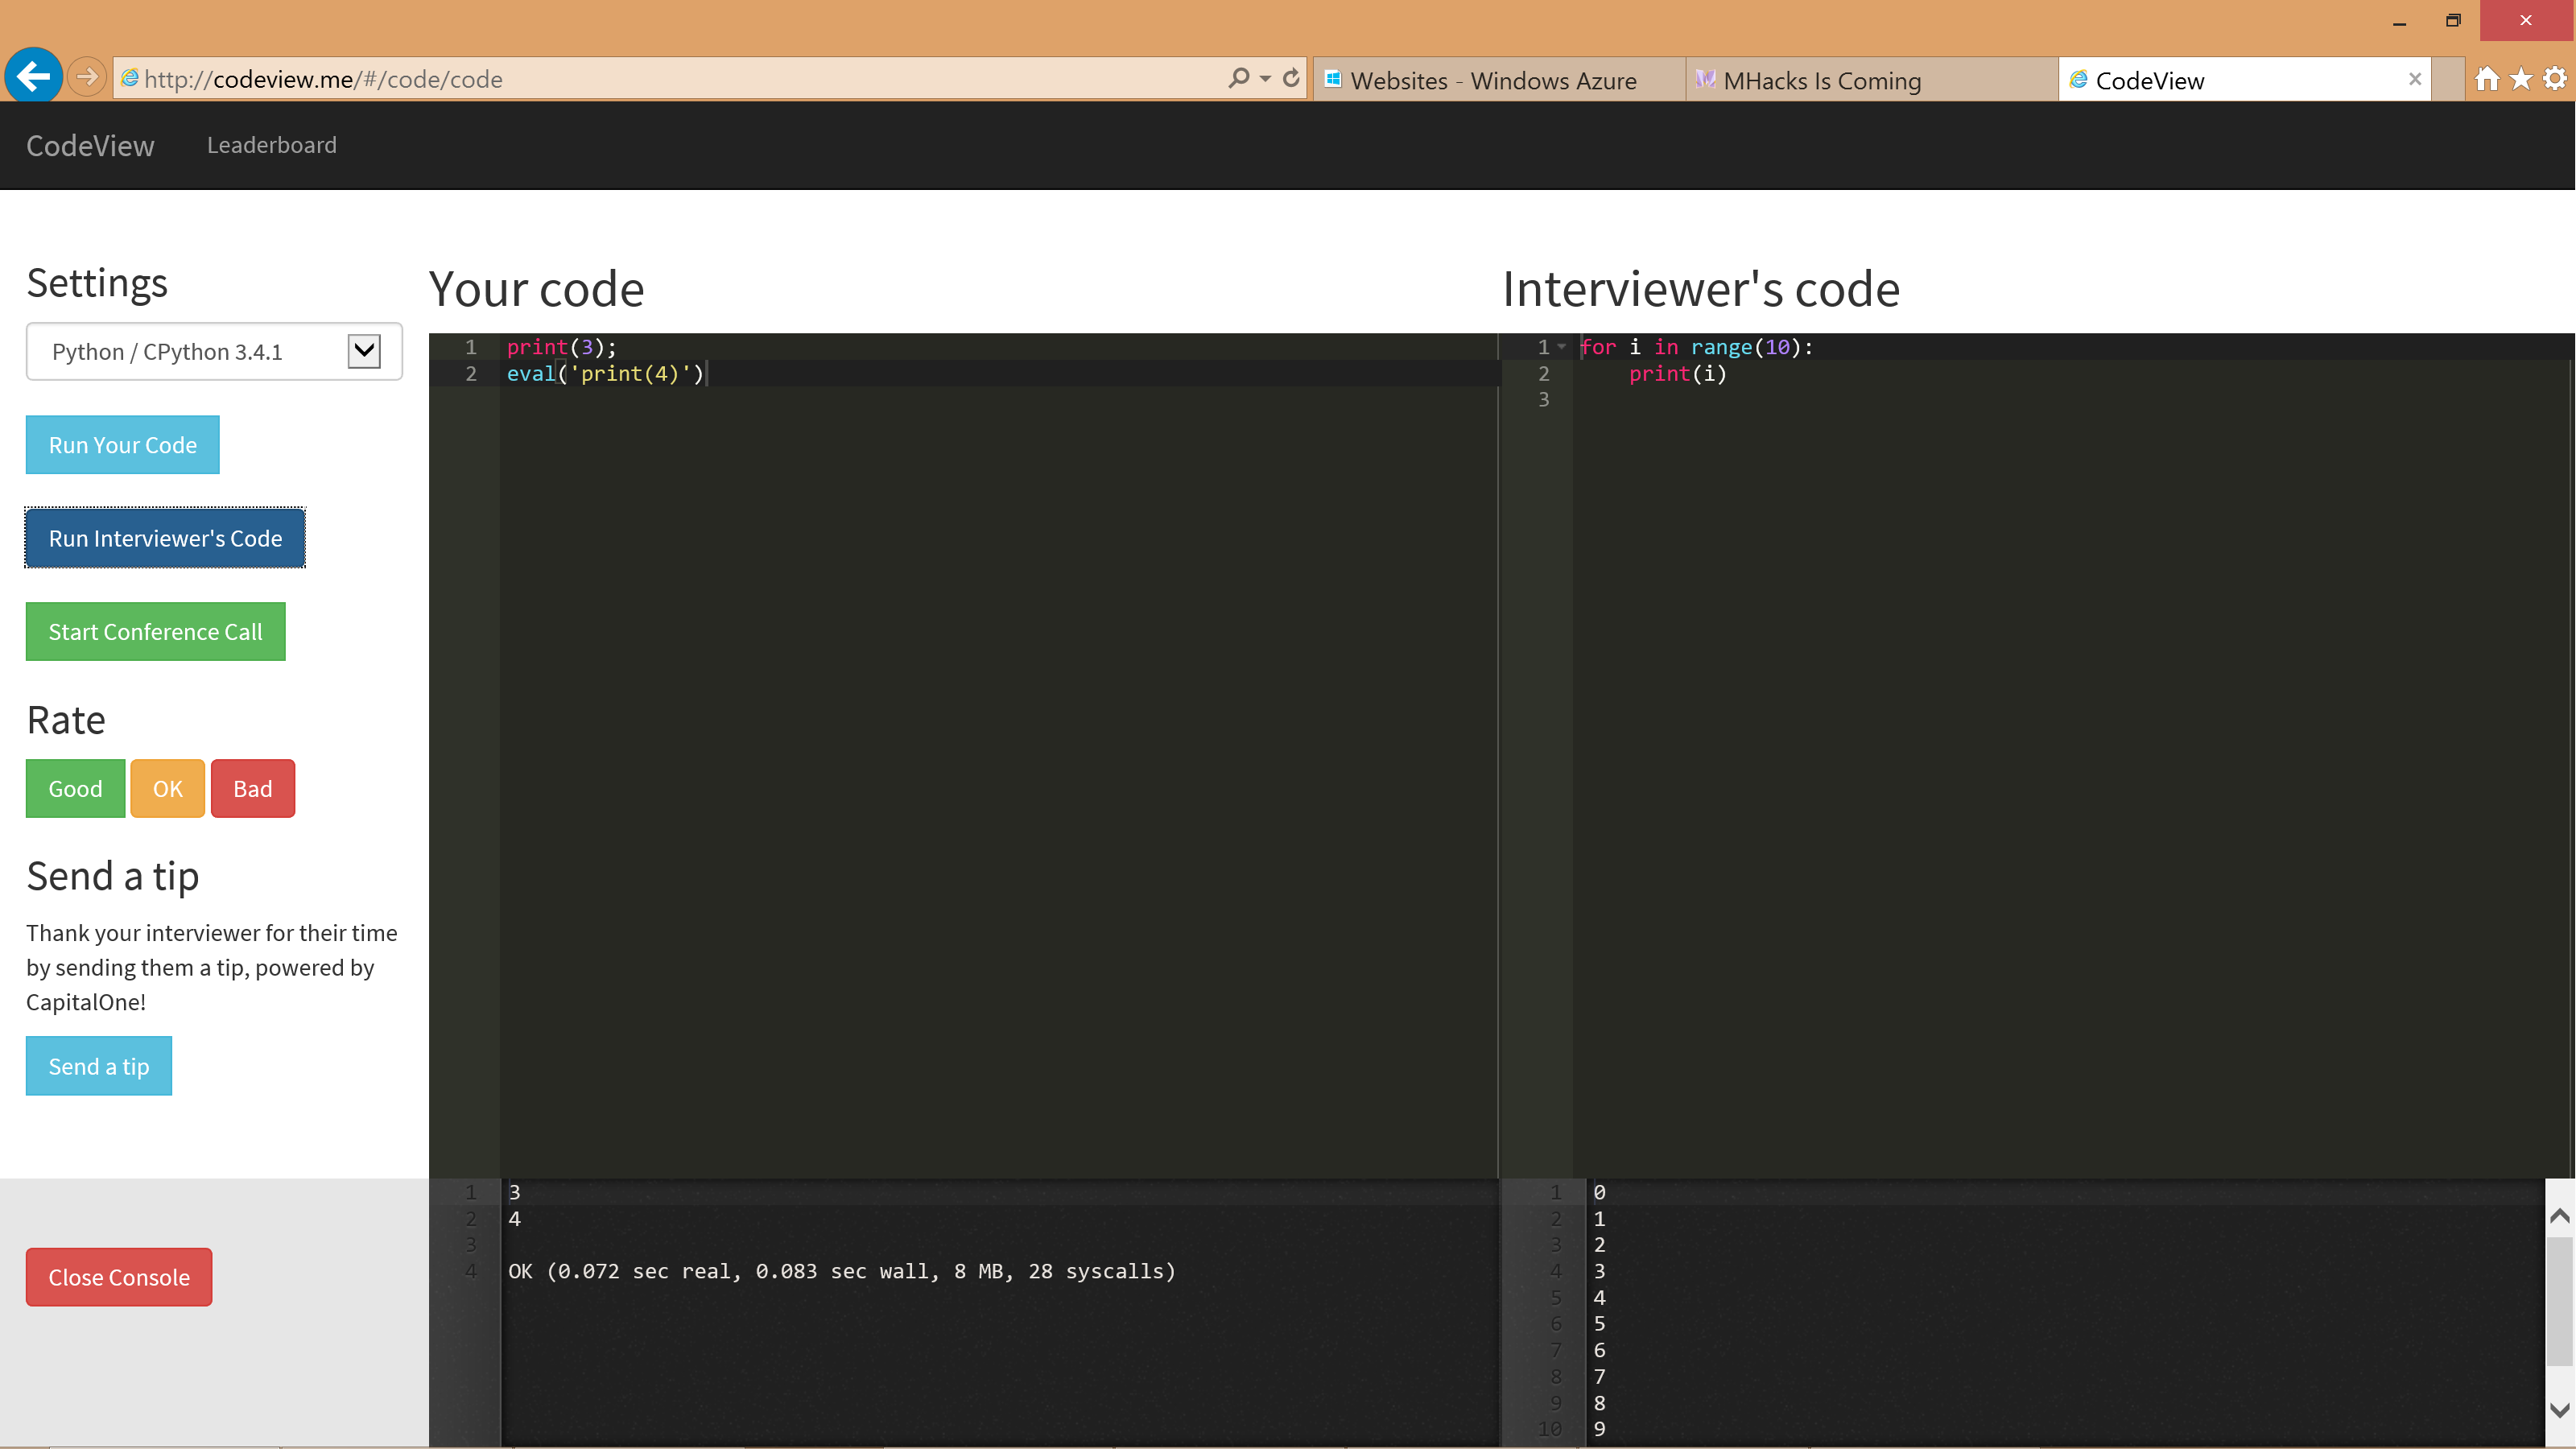 http://codeview.me/#/code/code
Websites - Windows Azure
MHacks Is Coming
CodeView
CodeView
Leaderboard
Settings
Python / CPython 3.4.1
Run Your Code
Run Interviewer's Code
Start Conference Call
Rate
Good OK Bad
Send a tip
Thank your interviewer for their time
by sending them a tip, powered by
CapitalOne!
Send a tip
Close Console
Your code
1 print(3);
2 eval('print(4)')
1 3
2 4
3
4 OK (0.072 sec real, 0.083 sec wall, 8 MB, 28 syscalls)
Interviewer's code
1 for i in range(10):
2     print(i)
3
1 0
2 1
3 2
4 3
5 4
6 5
7 6
8 7
9 8
10 9